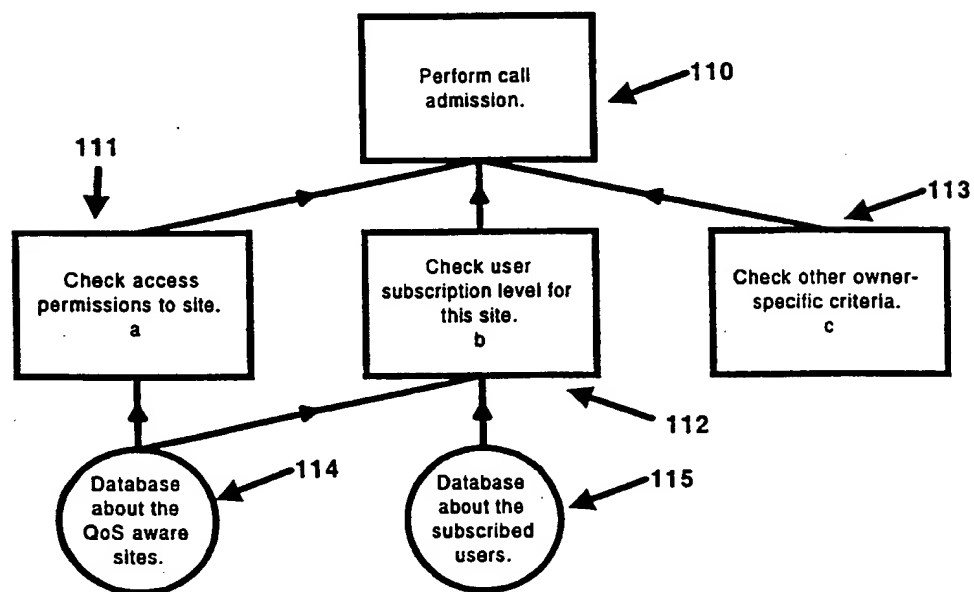 Perform call
admission.
110
111
113
Check access
permissions to site.
a
Check user
subscription level for
this site.
b
Check other owner-
specific criteria.
c
112
114
115
Database
about the
QoS aware
sites.
Database
about the
subscribed
users.